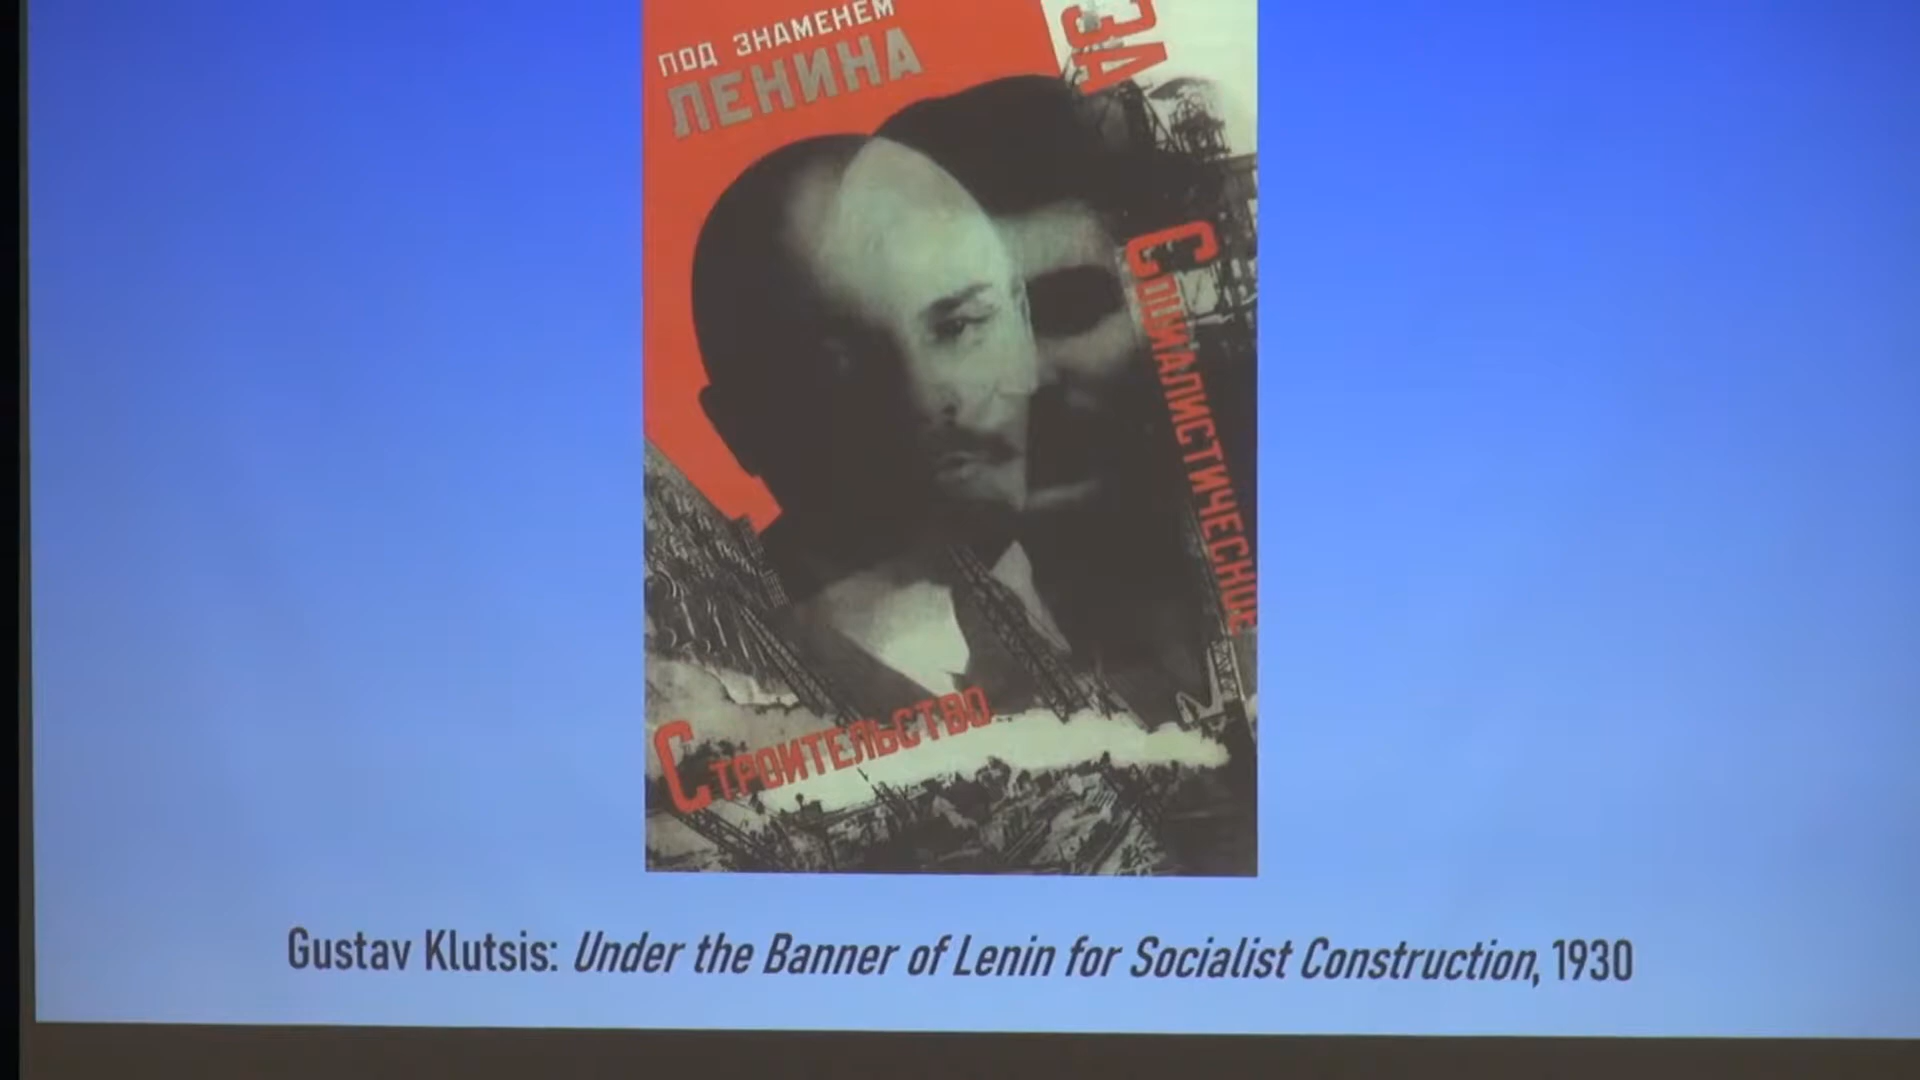 ПОД ЗНАМЕНЕМ
ЛЕНИНА
ЗА
СОЦИАЛИСТИЧЕСКОЕ
СТРОИТЕЛЬСТВО
Gustav Klutsis: Under the Banner of Lenin for Socialist Construction, 1930